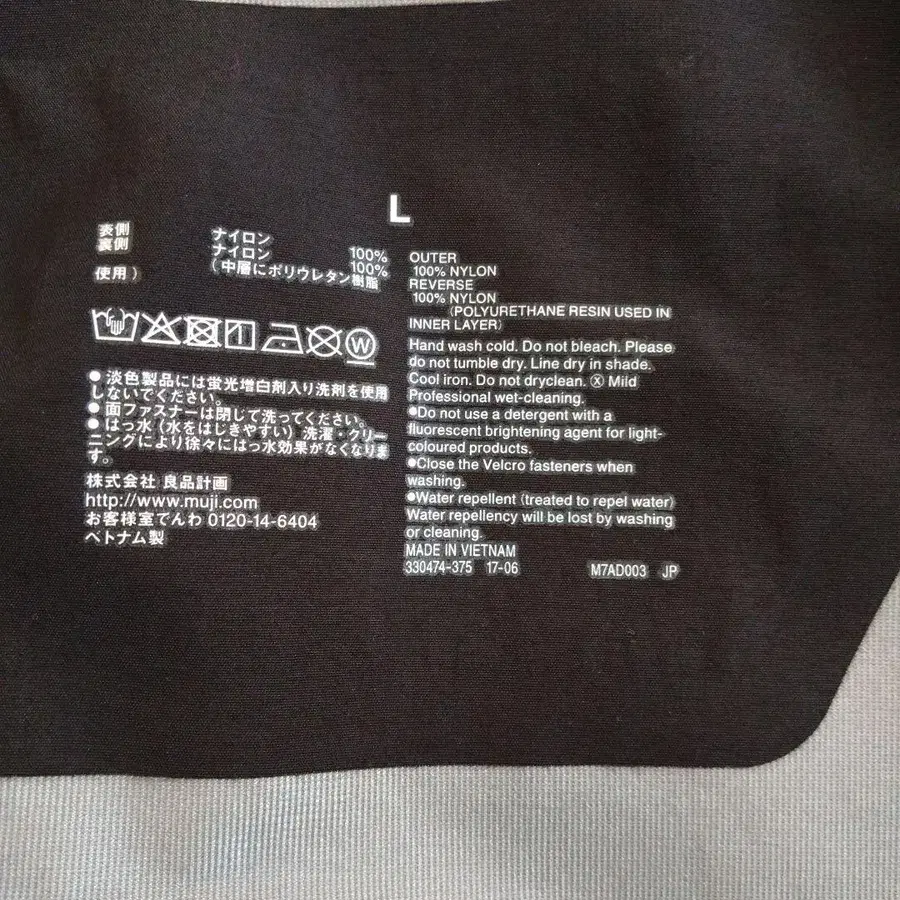 L
表側 ナイロン 100%
裏側 ナイロン 100%
(中層にポリウレタン樹脂
使用)
● 淡色製品には蛍光増白剤入り洗剤を使用
しないでください。
● 面ファスナーは閉じて洗ってください。
● はっ水(水をはじきやすい) 洗濯・クリー
ニングにより徐々にはっ水効果がなくなりま
す。
株式会社 良品計画
http://www.muji.com
お客様室でんわ 0120-14-6404
ベトナム製
OUTER
100% NYLON
REVERSE
100% NYLON
(POLYURETHANE RESIN USED IN
INNER LAYER)
Hand wash cold. Do not bleach. Please
do not tumble dry. Line dry in shade.
Cool iron. Do not dryclean. ⓧ Mild
Professional wet-cleaning.
●Do not use a detergent with a
fluorescent brightening agent for light-
coloured products.
●Close the Velcro fasteners when
washing.
●Water repellent (treated to repel water)
Water repellency will be lost by washing
or cleaning.
MADE IN VIETNAM
330474-375 17-06 M7AD003 JP
W